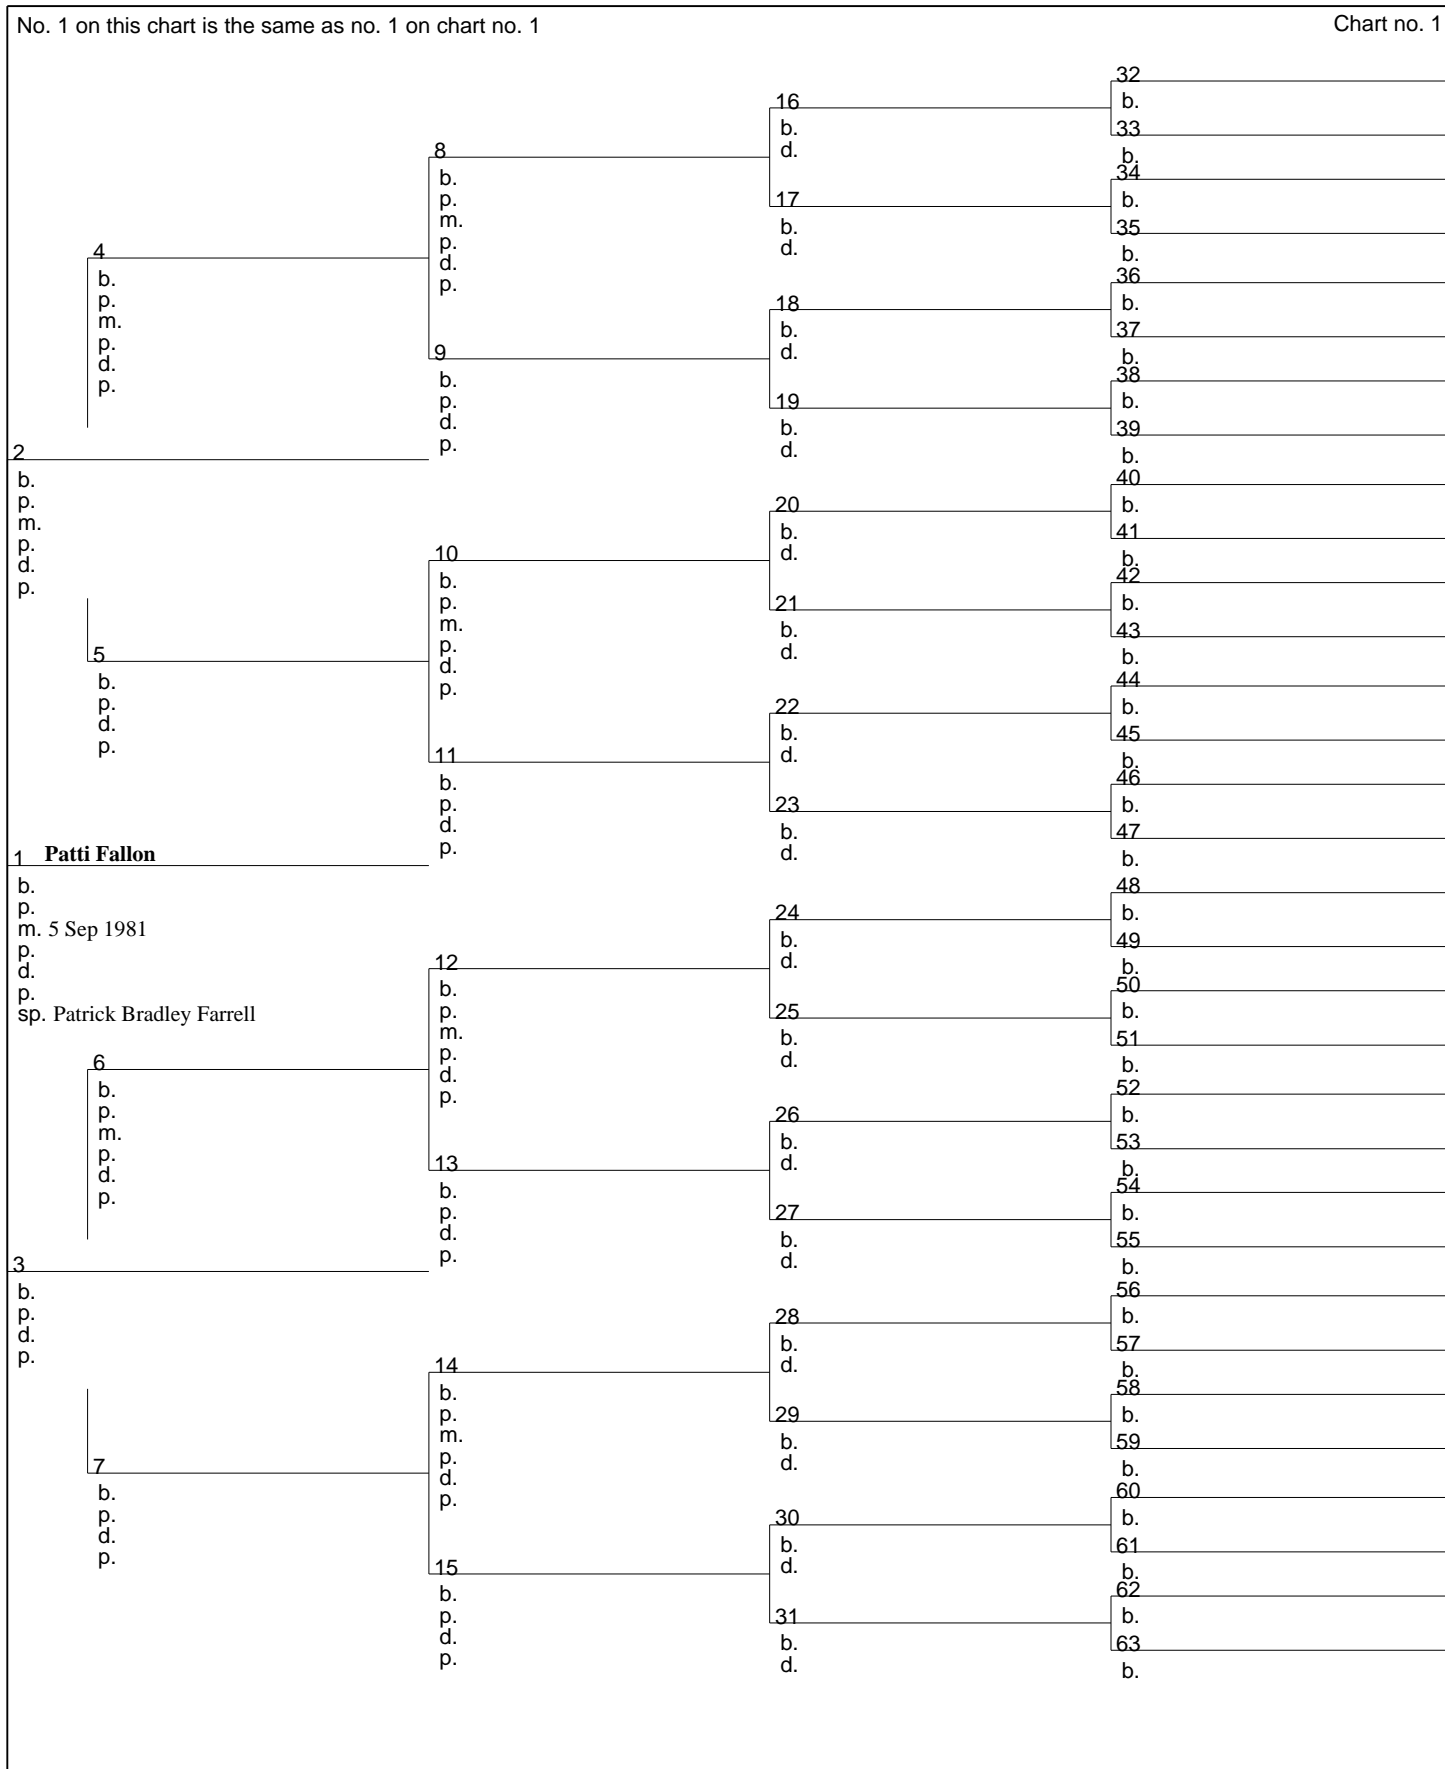 No. 1 on this chart is the same as no. 1 on chart no. 1
Chart no. 1
2
b.
p.
m.
p.
d.
p.
1 Patti Fallon
b.
p.
m. 5 Sep 1981
p.
d.
p.
sp. Patrick Bradley Farrell
3
b.
p.
d.
p.
4
b.
p.
m.
p.
d.
p.
5
b.
p.
d.
p.
6
b.
p.
m.
p.
d.
p.
7
b.
p.
d.
p.
8
b.
p.
m.
p.
d.
p.
9
b.
p.
d.
p.
10
b.
p.
m.
p.
d.
p.
11
b.
p.
d.
p.
12
b.
p.
m.
p.
d.
p.
13
b.
p.
d.
p.
14
b.
p.
m.
p.
d.
p.
15
b.
p.
d.
p.
16
b.
d.
17
b.
d.
18
b.
d.
19
b.
d.
20
b.
d.
21
b.
d.
22
b.
d.
23
b.
d.
24
b.
d.
25
b.
d.
26
b.
d.
27
b.
d.
28
b.
d.
29
b.
d.
30
b.
d.
31
b.
d.
32
b.
33
b.
34
b.
35
b.
36
b.
37
b.
38
b.
39
b.
40
b.
41
b.
42
b.
43
b.
44
b.
45
b.
46
b.
47
b.
48
b.
49
b.
50
b.
51
b.
52
b.
53
b.
54
b.
55
b.
56
b.
57
b.
58
b.
59
b.
60
b.
61
b.
62
b.
63
b.